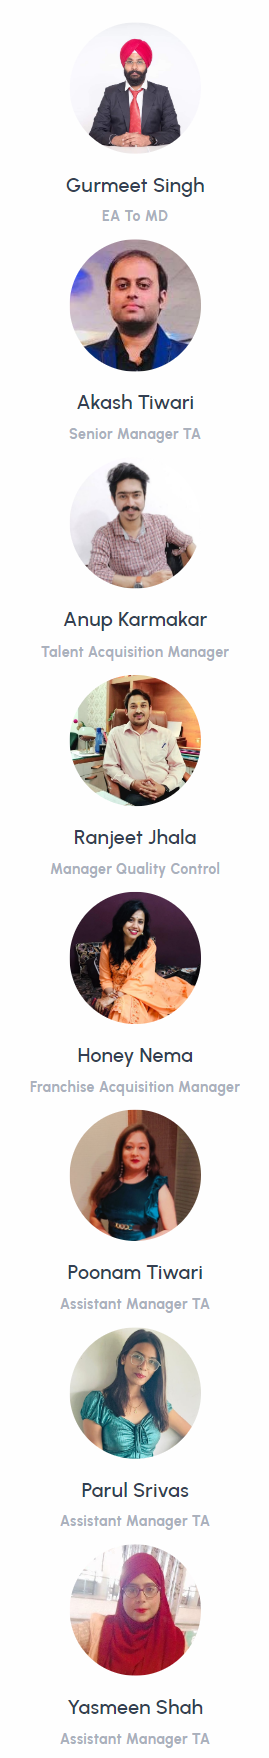 Gurmeet Singh
EA To MD
Akash Tiwari
Senior Manager TA
Anup Karmakar
Talent Acquisition Manager
Ranjeet Jhala
Manager Quality Control
Honey Nema
Franchise Acquisition Manager
Poonam Tiwari
Assistant Manager TA
Parul Srivas
Assistant Manager TA
Yasmeen Shah
Assistant Manager TA